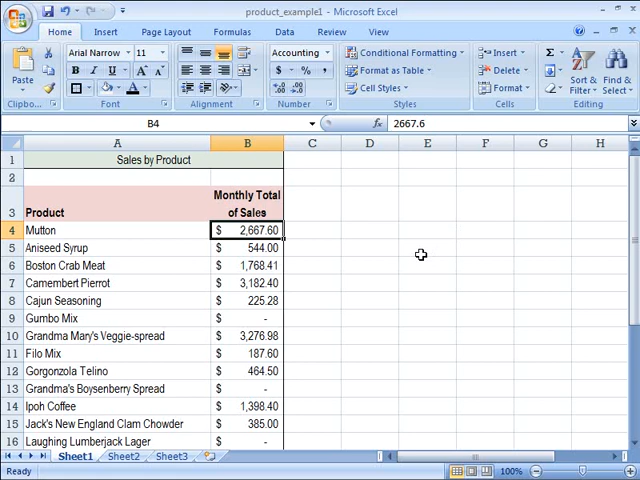 product_example1 - Microsoft Excel
Home Insert Page Layout Formulas Data Review View
Paste
Clipboard
Arial Narrow 11
B I U A A
Font
Alignment
Accounting
$ % ,
Number
Conditional Formatting
Format as Table
Cell Styles
Styles
Insert
Delete
Format
Cells
Σ
Sort & Filter
Find & Select
Editing
B4 fx 2667.6
A B C D E F G H
1 Sales by Product
2
Monthly Total
3 Product of Sales
4 Mutton $ 2,667.60
5 Aniseed Syrup $ 544.00
6 Boston Crab Meat $ 1,768.41
7 Camembert Pierrot $ 3,182.40
8 Cajun Seasoning $ 225.28
9 Gumbo Mix $ -
10 Grandma Mary's Veggie-spread $ 3,276.98
11 Filo Mix $ 187.60
12 Gorgonzola Telino $ 464.50
13 Grandma's Boysenberry Spread $ -
14 Ipoh Coffee $ 1,398.40
15 Jack's New England Clam Chowder $ 385.00
16 Laughing Lumberjack Lager $ -
Sheet1 Sheet2 Sheet3
Ready 100%